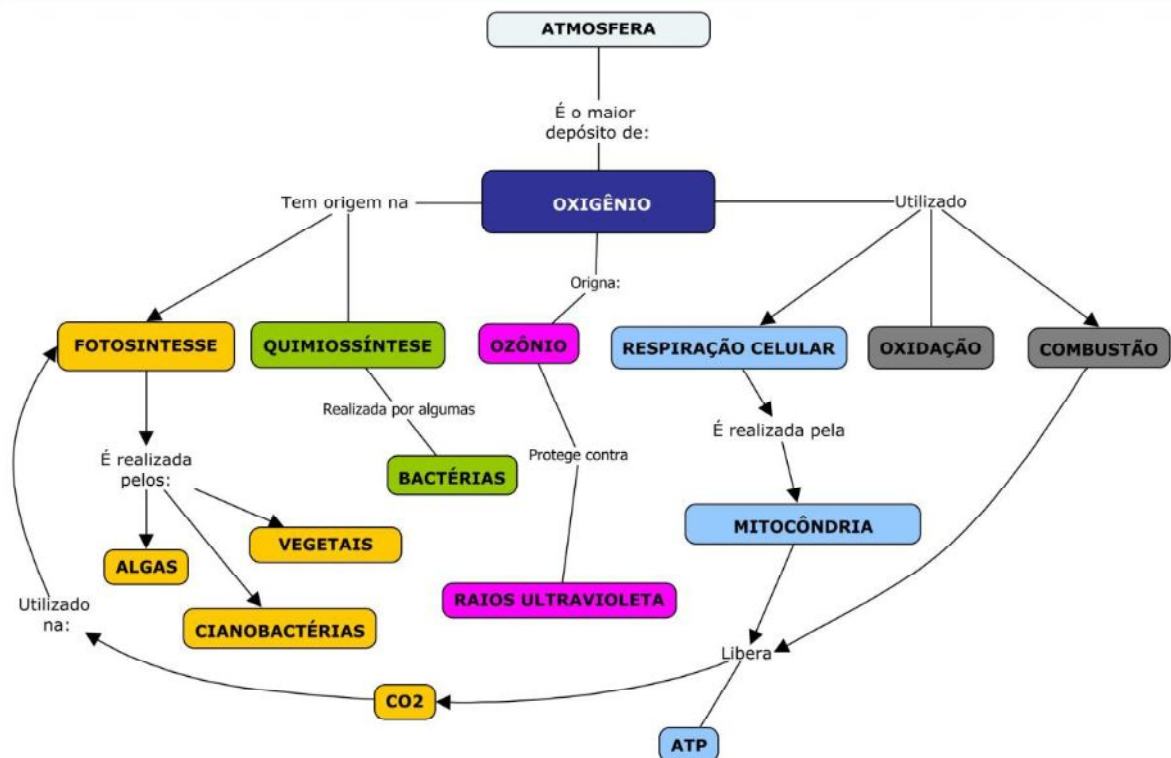 ATMOSFERA
É o maior
depósito de:
Tem origem na
OXIGÊNIO
Utilizado
Origna:
FOTOSINTESSE
QUIMIOSSÍNTESE
OZÔNIO
RESPIRAÇÃO CELULAR
OXIDAÇÃO
COMBUSTÃO
Realizada por algumas
É realizada pela
É realizada
pelos:
Protege contra
BACTÉRIAS
MITOCÔNDRIA
VEGETAIS
ALGAS
RAIOS ULTRAVIOLETA
Utilizado
na:
CIANOBACTÉRIAS
Libera
CO2
ATP